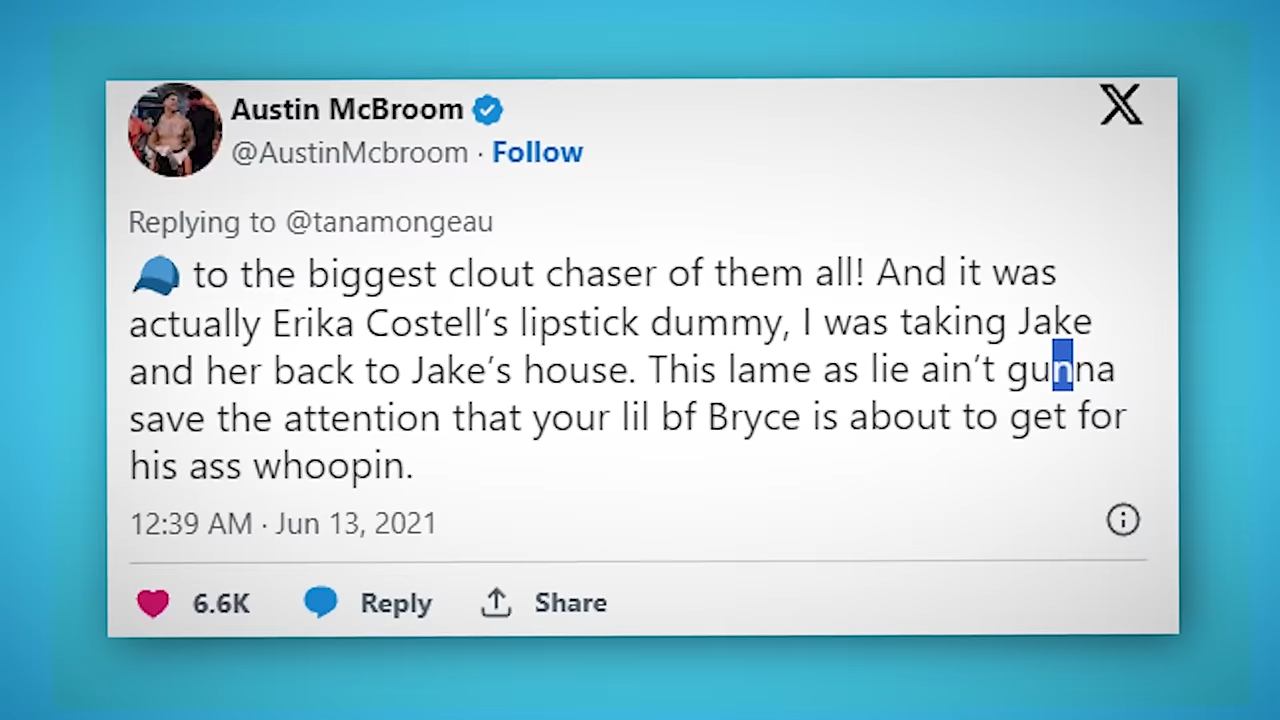 Austin McBroom
@AustinMcbroom · Follow
Replying to @tanamongeau
🧢 to the biggest clout chaser of them all! And it was
actually Erika Costell’s lipstick dummy, I was taking Jake
and her back to Jake’s house. This lame as lie ain’t gunna
save the attention that your lil bf Bryce is about to get for
his ass whoopin.
12:39 AM · Jun 13, 2021
6.6K Reply Share